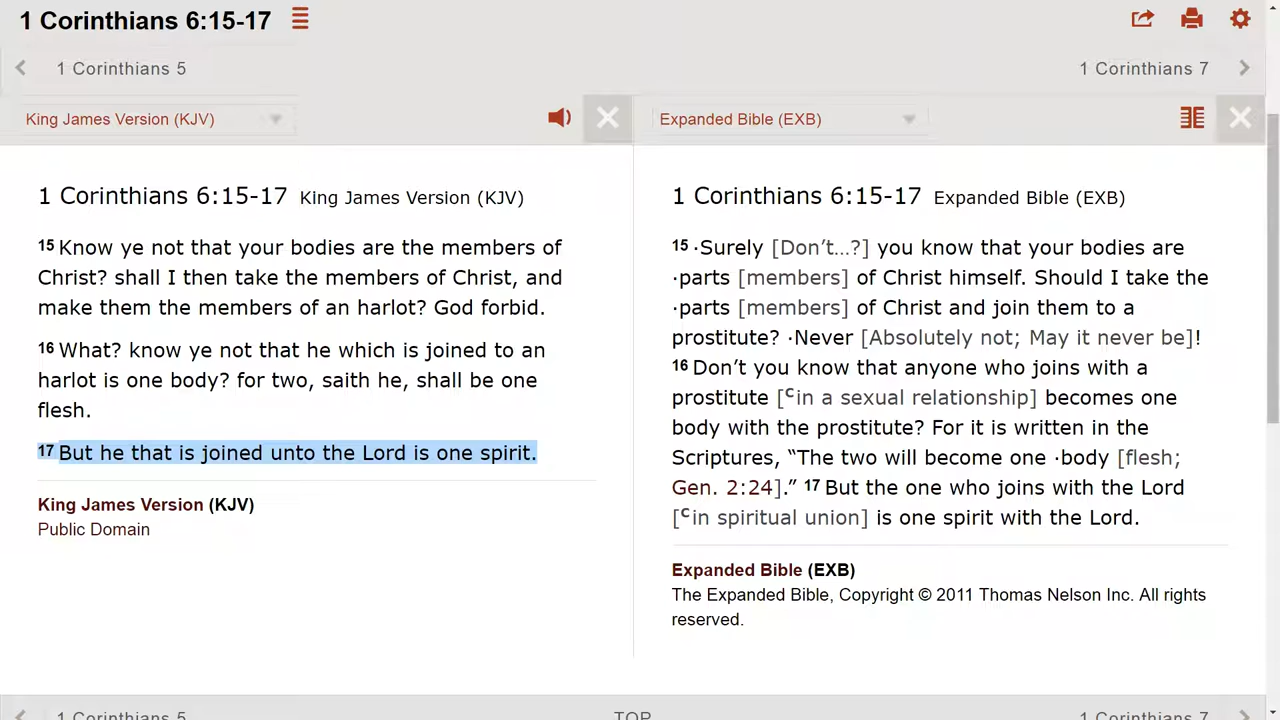 1 Corinthians 6:15-17
1 Corinthians 5
1 Corinthians 7
King James Version (KJV)
Expanded Bible (EXB)
1 Corinthians 6:15-17 King James Version (KJV)
15 Know ye not that your bodies are the members of
Christ? shall I then take the members of Christ, and
make them the members of an harlot? God forbid.
16 What? know ye not that he which is joined to an
harlot is one body? for two, saith he, shall be one
flesh.
17 But he that is joined unto the Lord is one spirit.
King James Version (KJV)
Public Domain
1 Corinthians 6:15-17 Expanded Bible (EXB)
15 ·Surely [Don’t…?] you know that your bodies are
·parts [members] of Christ himself. Should I take the
·parts [members] of Christ and join them to a
prostitute? ·Never [Absolutely not; May it never be]!
16 Don’t you know that anyone who joins with a
prostitute [C in a sexual relationship] becomes one
body with the prostitute? For it is written in the
Scriptures, “The two will become one ·body [flesh;
Gen. 2:24].” 17 But the one who joins with the Lord
[C in spiritual union] is one spirit with the Lord.
Expanded Bible (EXB)
The Expanded Bible, Copyright © 2011 Thomas Nelson Inc. All rights
reserved.
1 Corinthians 5
TOP
1 Corinthians 7